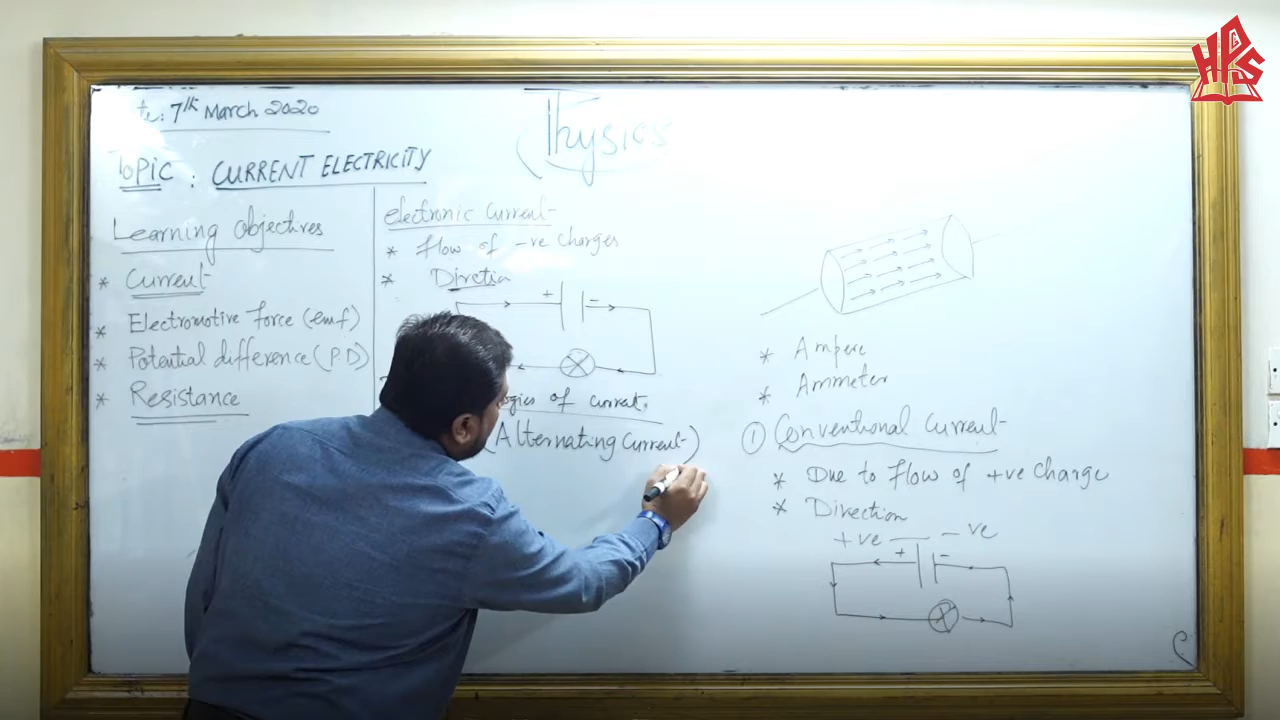 te: 7th March 2020
Physics
Topic : CURRENT ELECTRICITY
Learning Objectives
* Current
* Electromotive force (emf)
* Potential difference (P.D)
* Resistance
electronic Current
* Flow of -ve Charges
* Diretion
+ -
of current.
(Alternating Current)
* Ampere
* Ammeter
① Conventional Current
* Due to Flow of +ve Charge
* Direction
+ve — -ve
+ -
HPS